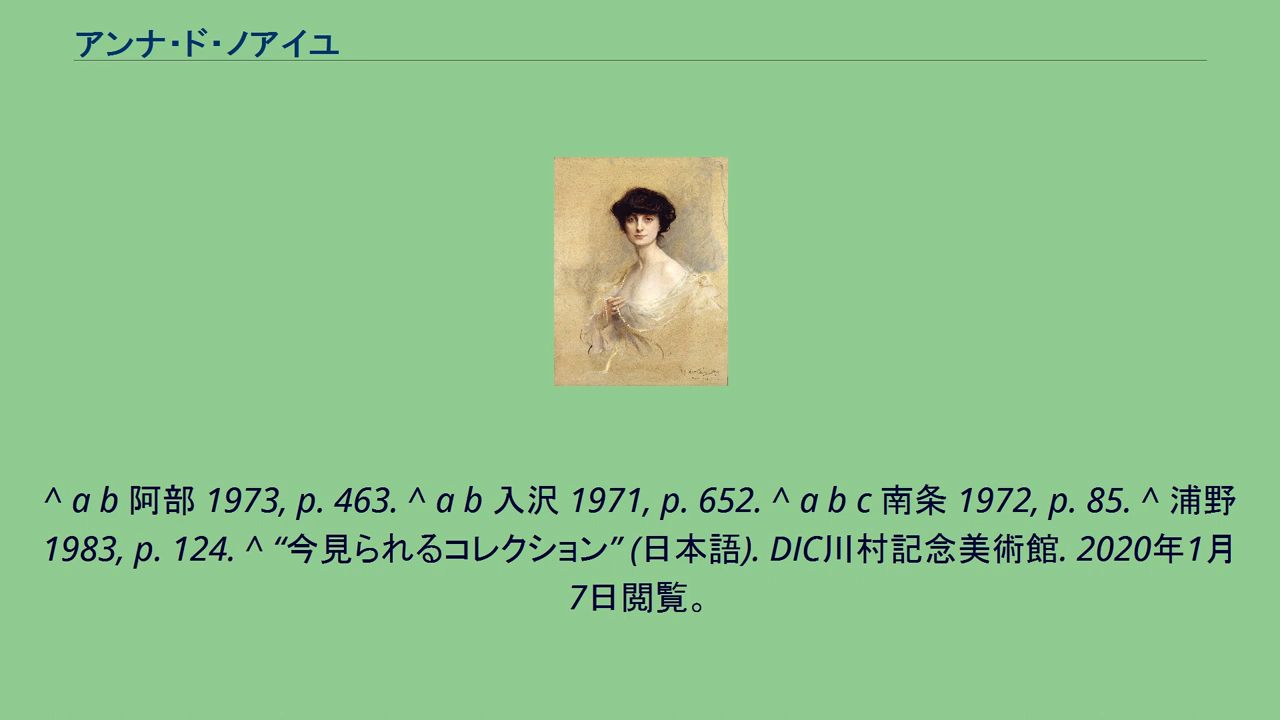 アンナ・ド・ノアイユ
^ a b 阿部 1973, p. 463. ^ a b 入沢 1971, p. 652. ^ a b c 南条 1972, p. 85. ^ 浦野
1983, p. 124. ^ “今見られるコレクション” (日本語). DIC川村記念美術館. 2020年1月
7日閲覧。